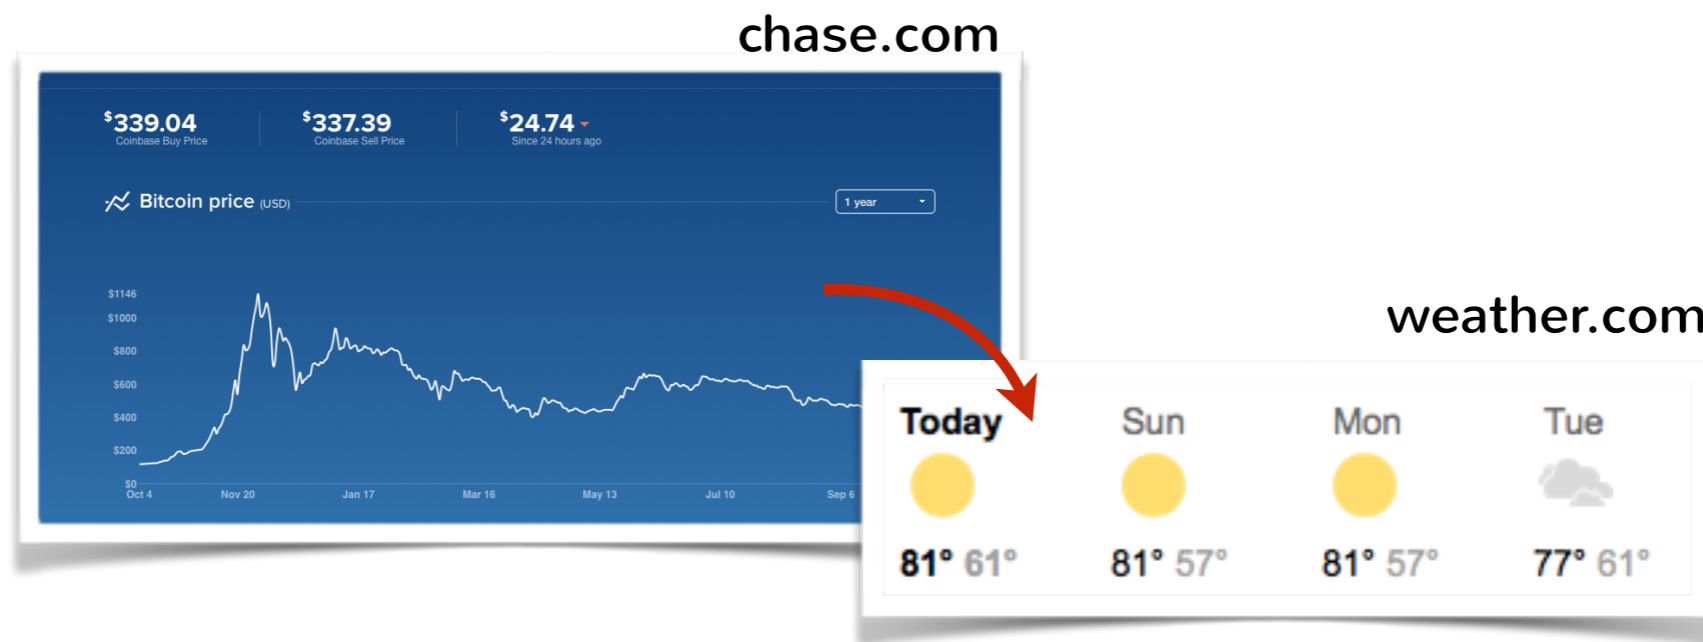 chase.com
$339.04 $337.39 $24.74
Coinbase Buy Price Coinbase Sell Price Since 24 hours ago
Bitcoin price (USD) 1 year
$1146
$1000
$800
$600
$400
$200
$0
Oct 4 Nov 20 Jan 17 Mar 16 May 13 Jul 10 Sep 6
weather.com
Today Sun Mon Tue
81° 61° 81° 57° 81° 57° 77° 61°